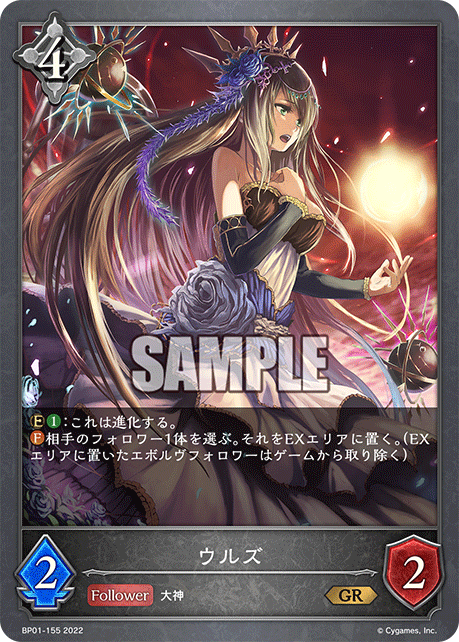 4
SAMPLE
E 1:これは進化する。
F 相手のフォロワー1体を選ぶ。それをEXエリアに置く。(EX
エリアに置いたエボルヴフォロワーはゲームから取り除く)
ウルズ
2 Follower 大神 GR 2
BP01-155 2022 © Cygames, Inc.